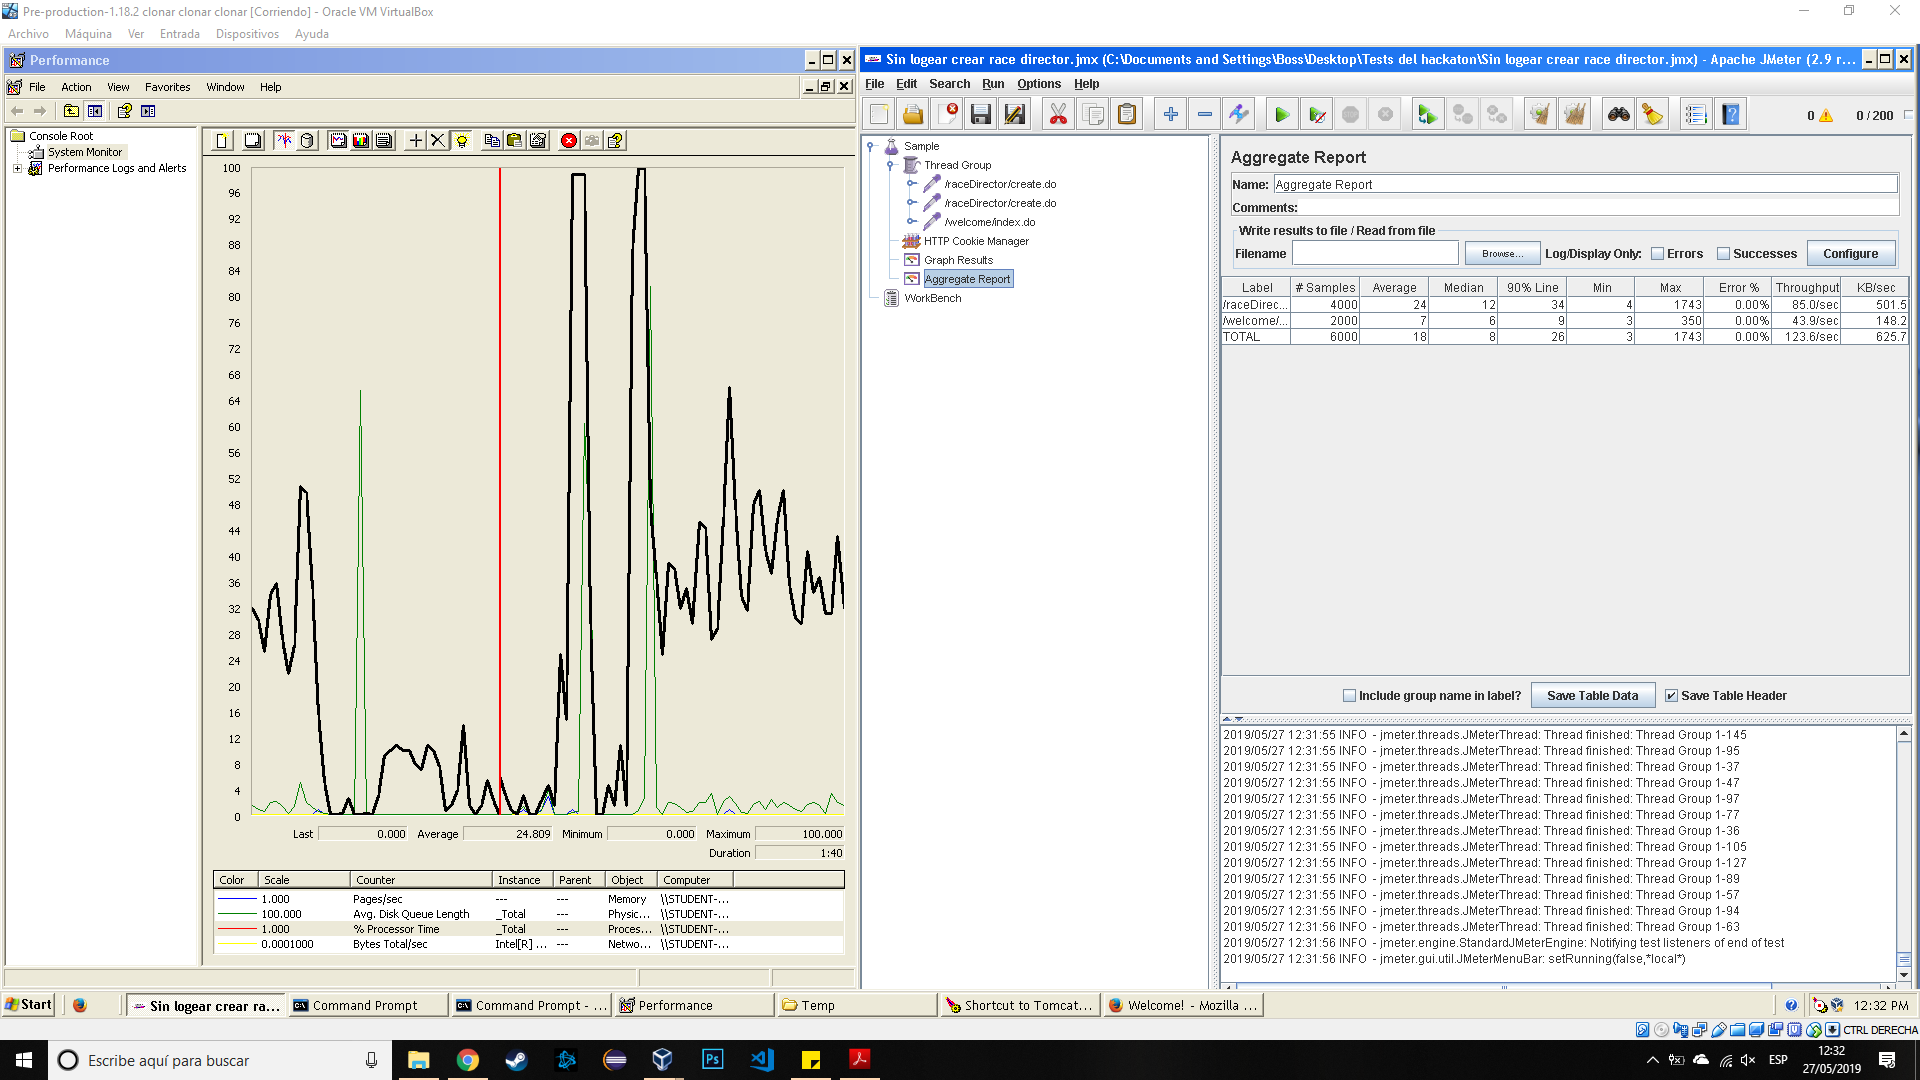 Pre-production-1.18.2 clonar clonar clonar [Corriendo] - Oracle VM VirtualBox
Archivo Máquina Ver Entrada Dispositivos Ayuda
Performance
File Action View Favorites Window Help
Console Root
System Monitor
Performance Logs and Alerts
100
96
92
88
84
80
76
72
68
64
60
56
52
48
44
40
36
32
28
24
20
16
12
8
4
0
Last 0.000 Average 24.809 Minimum 0.000 Maximum 100.000
Duration 1:40
Color Scale Counter Instance Parent Object Computer
1.000 Pages/sec --- --- Memory \\STUDENT-...
100.000 Avg. Disk Queue Length _Total --- Physic... \\STUDENT-...
1.000 % Processor Time _Total --- Proces... \\STUDENT-...
0.0001000 Bytes Total/sec Intel[R] ... --- Netwo... \\STUDENT-...
Sin logear crear race director.jmx (C:\Documents and Settings\Boss\Desktop\Tests del hackaton\Sin logear crear race director.jmx) - Apache JMeter (2.9 r...
File Edit Search Run Options Help
0 0 / 200
Sample
Thread Group
/raceDirector/create.do
/raceDirector/create.do
/welcome/index.do
HTTP Cookie Manager
Graph Results
Aggregate Report
WorkBench
Aggregate Report
Name: Aggregate Report
Comments:
Write results to file / Read from file
Filename Browse... Log/Display Only: Errors Successes Configure
Label # Samples Average Median 90% Line Min Max Error % Throughput KB/sec
/raceDirec... 4000 24 12 34 4 1743 0.00% 85.0/sec 501.5
/welcome/... 2000 7 6 9 3 350 0.00% 43.9/sec 148.2
TOTAL 6000 18 8 26 3 1743 0.00% 123.6/sec 625.7
Include group name in label? Save Table Data Save Table Header
2019/05/27 12:31:55 INFO - jmeter.threads.JMeterThread: Thread finished: Thread Group 1-145
2019/05/27 12:31:55 INFO - jmeter.threads.JMeterThread: Thread finished: Thread Group 1-95
2019/05/27 12:31:55 INFO - jmeter.threads.JMeterThread: Thread finished: Thread Group 1-37
2019/05/27 12:31:55 INFO - jmeter.threads.JMeterThread: Thread finished: Thread Group 1-47
2019/05/27 12:31:55 INFO - jmeter.threads.JMeterThread: Thread finished: Thread Group 1-97
2019/05/27 12:31:55 INFO - jmeter.threads.JMeterThread: Thread finished: Thread Group 1-77
2019/05/27 12:31:55 INFO - jmeter.threads.JMeterThread: Thread finished: Thread Group 1-36
2019/05/27 12:31:55 INFO - jmeter.threads.JMeterThread: Thread finished: Thread Group 1-105
2019/05/27 12:31:55 INFO - jmeter.threads.JMeterThread: Thread finished: Thread Group 1-127
2019/05/27 12:31:55 INFO - jmeter.threads.JMeterThread: Thread finished: Thread Group 1-89
2019/05/27 12:31:55 INFO - jmeter.threads.JMeterThread: Thread finished: Thread Group 1-57
2019/05/27 12:31:55 INFO - jmeter.threads.JMeterThread: Thread finished: Thread Group 1-94
2019/05/27 12:31:55 INFO - jmeter.threads.JMeterThread: Thread finished: Thread Group 1-63
2019/05/27 12:31:56 INFO - jmeter.engine.StandardJMeterEngine: Notifying test listeners of end of test
2019/05/27 12:31:56 INFO - jmeter.gui.util.JMeterMenuBar: setRunning(false,*local*)
Start Sin logear crear ra... Command Prompt Command Prompt - ... Performance Temp Shortcut to Tomcat... Welcome! - Mozilla ... 12:32 PM
CTRL DERECHA
Escribe aquí para buscar
Ps
ESP
12:32
27/05/2019